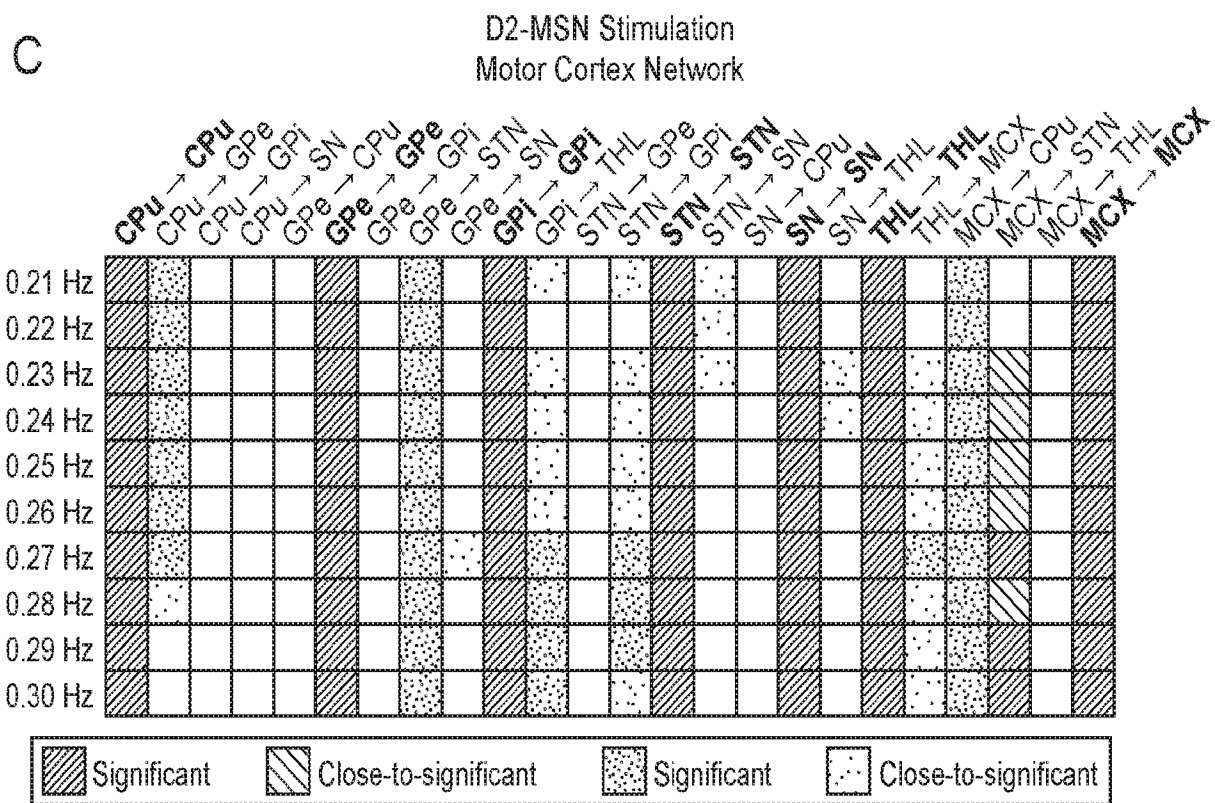 C
D2-MSN Stimulation
Motor Cortex Network
CPu → CPu
CPu → GPe
CPu → GPi
CPu → SN
GPe → CPu
GPe → GPe
GPe → GPi
GPe → STN
GPe → SN
GPi → GPi
GPi → THL
STN → GPe
STN → GPi
STN → STN
STN → SN
SN → CPu
SN → SN
SN → THL
THL → THL
THL → MCX
MCX → CPu
MCX → STN
MCX → THL
MCX → MCX
0.21 Hz
0.22 Hz
0.23 Hz
0.24 Hz
0.25 Hz
0.26 Hz
0.27 Hz
0.28 Hz
0.29 Hz
0.30 Hz
Significant Close-to-significant Significant Close-to-significant